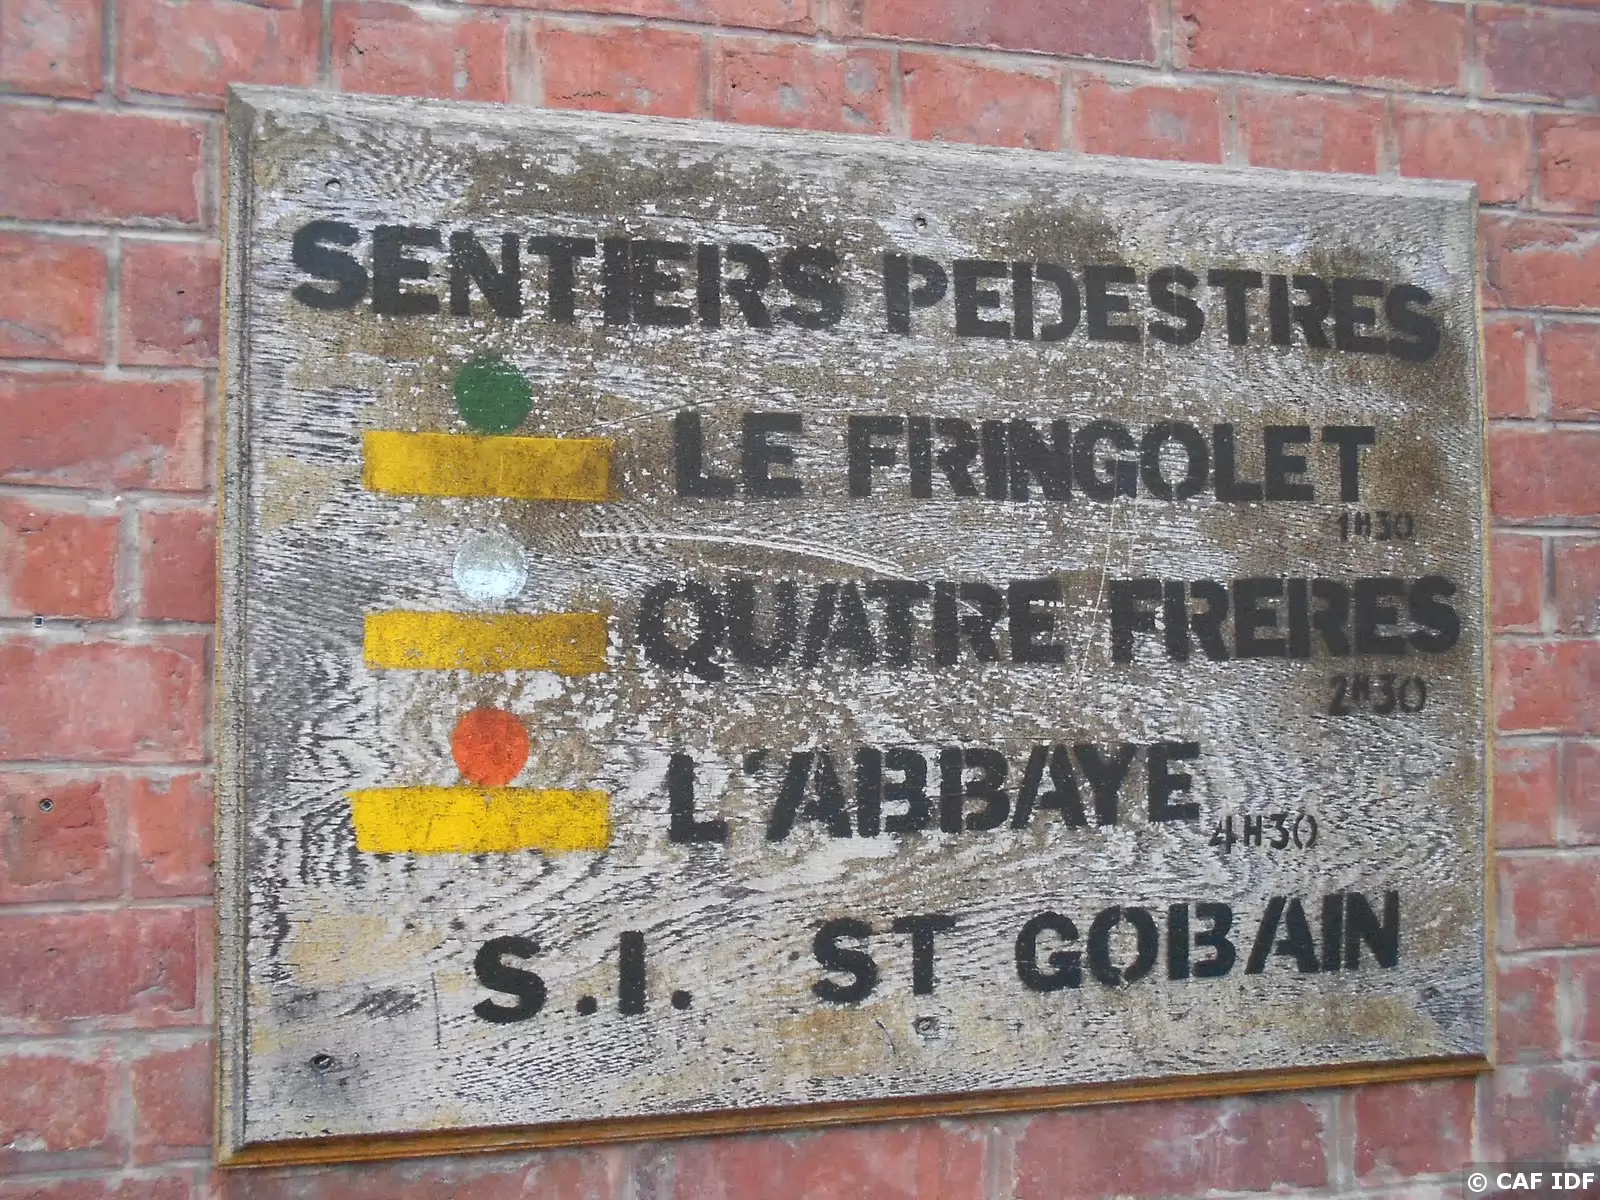 SENTIERS PEDESTRES
LE FRINGOLET
1H30
QUATRE FRERES
2H30
L'ABBAYE 4H30
S.I. ST GOBAIN
© CAF IDF